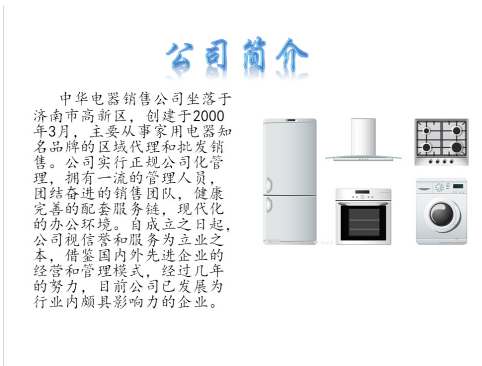 公司简介
中华电器销售公司坐落于
济南市高新区，创建于2000
年3月，主要从事家用电器知
名品牌的区域代理和批发销
售。公司实行正规公司化管
理，拥有一流的管理人员，
团结奋进的销售团队，健康
完善的配套服务链，现代化
的办公环境。自成立之日起，
公司视信誉和服务为立业之
本，借鉴国内外先进企业的
经营和管理模式，经过几年
的努力，目前公司已发展为
行业内颇具影响力的企业。